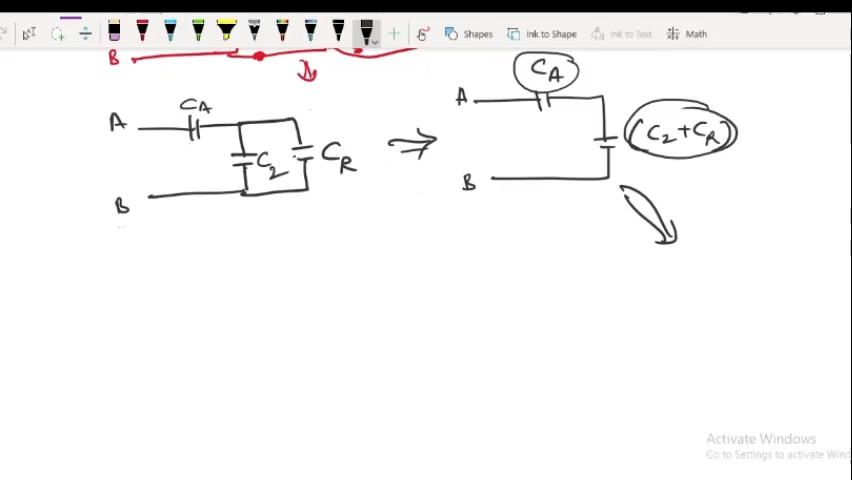 Shapes
Ink to Shape
Ink to Text
Math
B
CA
A
C2
CR
B
CA
A
(C2+CR)
B
Activate Windows
Go to Settings to activate Wind